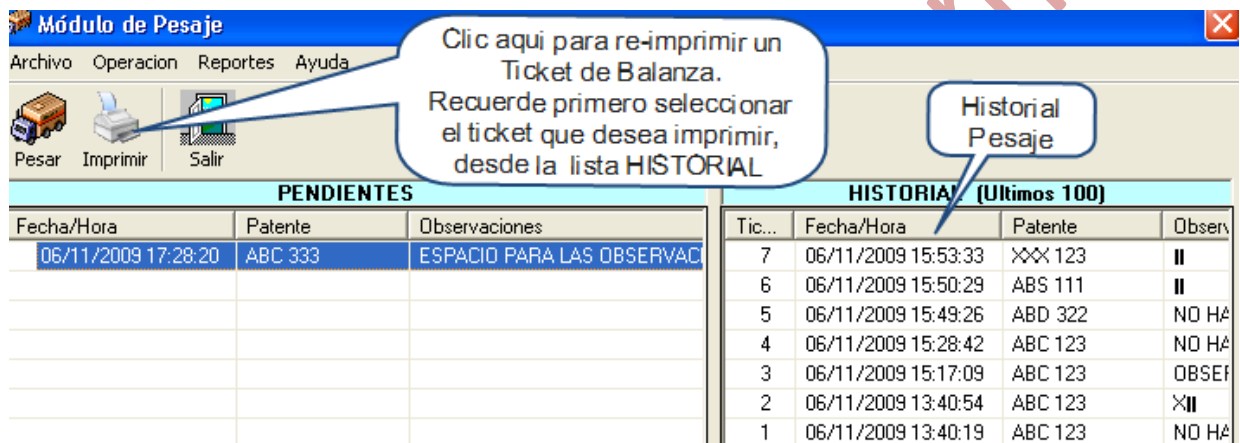 Módulo de Pesaje
Archivo Operacion Reportes Ayuda
Pesar Imprimir Salir
Clic aqui para re-imprimir un
Ticket de Balanza.
Recuerde primero seleccionar
el ticket que desea imprimir,
desde la lista HISTORIAL
Historial
Pesaje
PENDIENTES
Fecha/Hora Patente Observaciones
06/11/2009 17:28:20 ABC 333 ESPACIO PARA LAS OBSERVACI
HISTORIAL (Ultimos 100)
Tic... Fecha/Hora Patente Observ
7 06/11/2009 15:53:33 XXX 123 II
6 06/11/2009 15:50:29 ABS 111 II
5 06/11/2009 15:49:26 ABD 322 NO HA
4 06/11/2009 15:28:42 ABC 123 NO HA
3 06/11/2009 15:17:09 ABC 123 OBSER
2 06/11/2009 13:40:54 ABC 123 XII
1 06/11/2009 13:40:19 ABC 123 NO HA